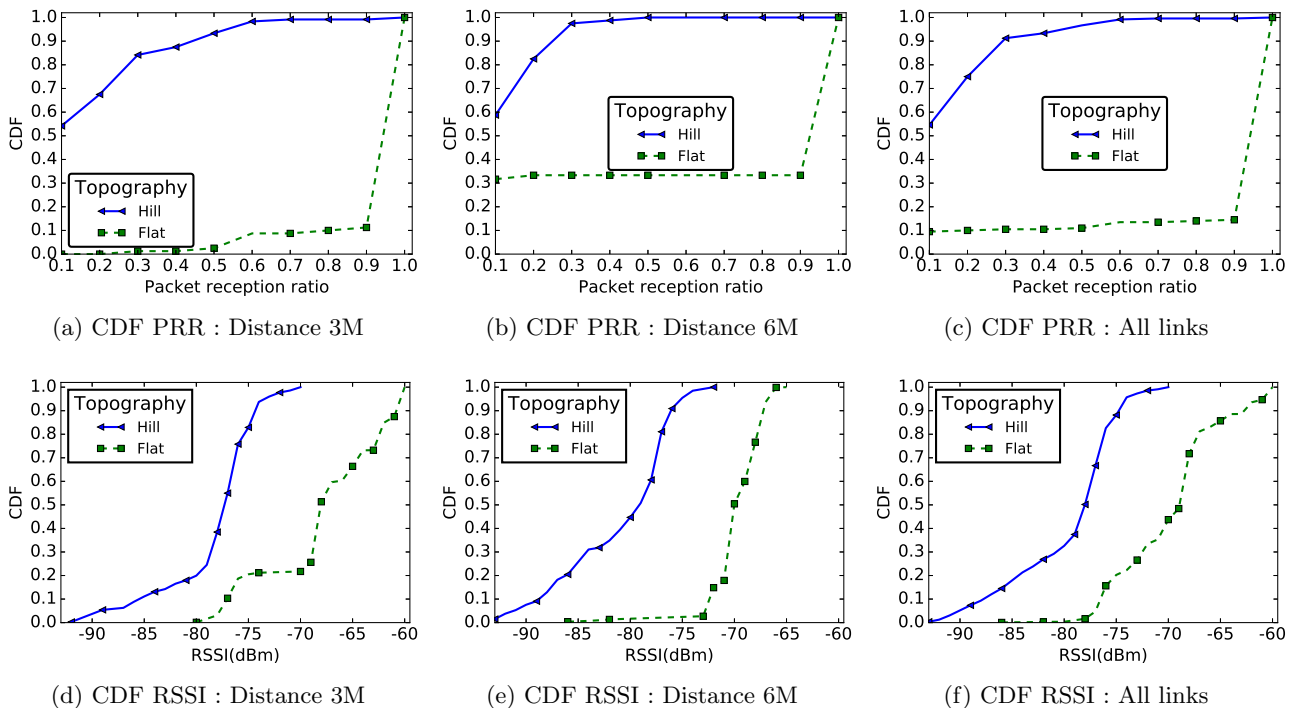 1.0
0.9
0.8
0.7
0.6
0.5
0.4
0.3
0.2
0.1
0.0
CDF
Topography
Hill
Flat
0.1 0.2 0.3 0.4 0.5 0.6 0.7 0.8 0.9 1.0
Packet reception ratio
(a) CDF PRR : Distance 3M
1.0
0.9
0.8
0.7
0.6
0.5
0.4
0.3
0.2
0.1
0.0
CDF
Topography
Hill
Flat
0.1 0.2 0.3 0.4 0.5 0.6 0.7 0.8 0.9 1.0
Packet reception ratio
(b) CDF PRR : Distance 6M
1.0
0.9
0.8
0.7
0.6
0.5
0.4
0.3
0.2
0.1
0.0
CDF
Topography
Hill
Flat
0.1 0.2 0.3 0.4 0.5 0.6 0.7 0.8 0.9 1.0
Packet reception ratio
(c) CDF PRR : All links
1.0
0.9
0.8
0.7
0.6
0.5
0.4
0.3
0.2
0.1
0.0
CDF
Topography
Hill
Flat
-90 -85 -80 -75 -70 -65 -60
RSSI(dBm)
(d) CDF RSSI : Distance 3M
1.0
0.9
0.8
0.7
0.6
0.5
0.4
0.3
0.2
0.1
0.0
CDF
Topography
Hill
Flat
-90 -85 -80 -75 -70 -65 -60
RSSI(dBm)
(e) CDF RSSI : Distance 6M
1.0
0.9
0.8
0.7
0.6
0.5
0.4
0.3
0.2
0.1
0.0
CDF
Topography
Hill
Flat
-90 -85 -80 -75 -70 -65 -60
RSSI(dBm)
(f) CDF RSSI : All links